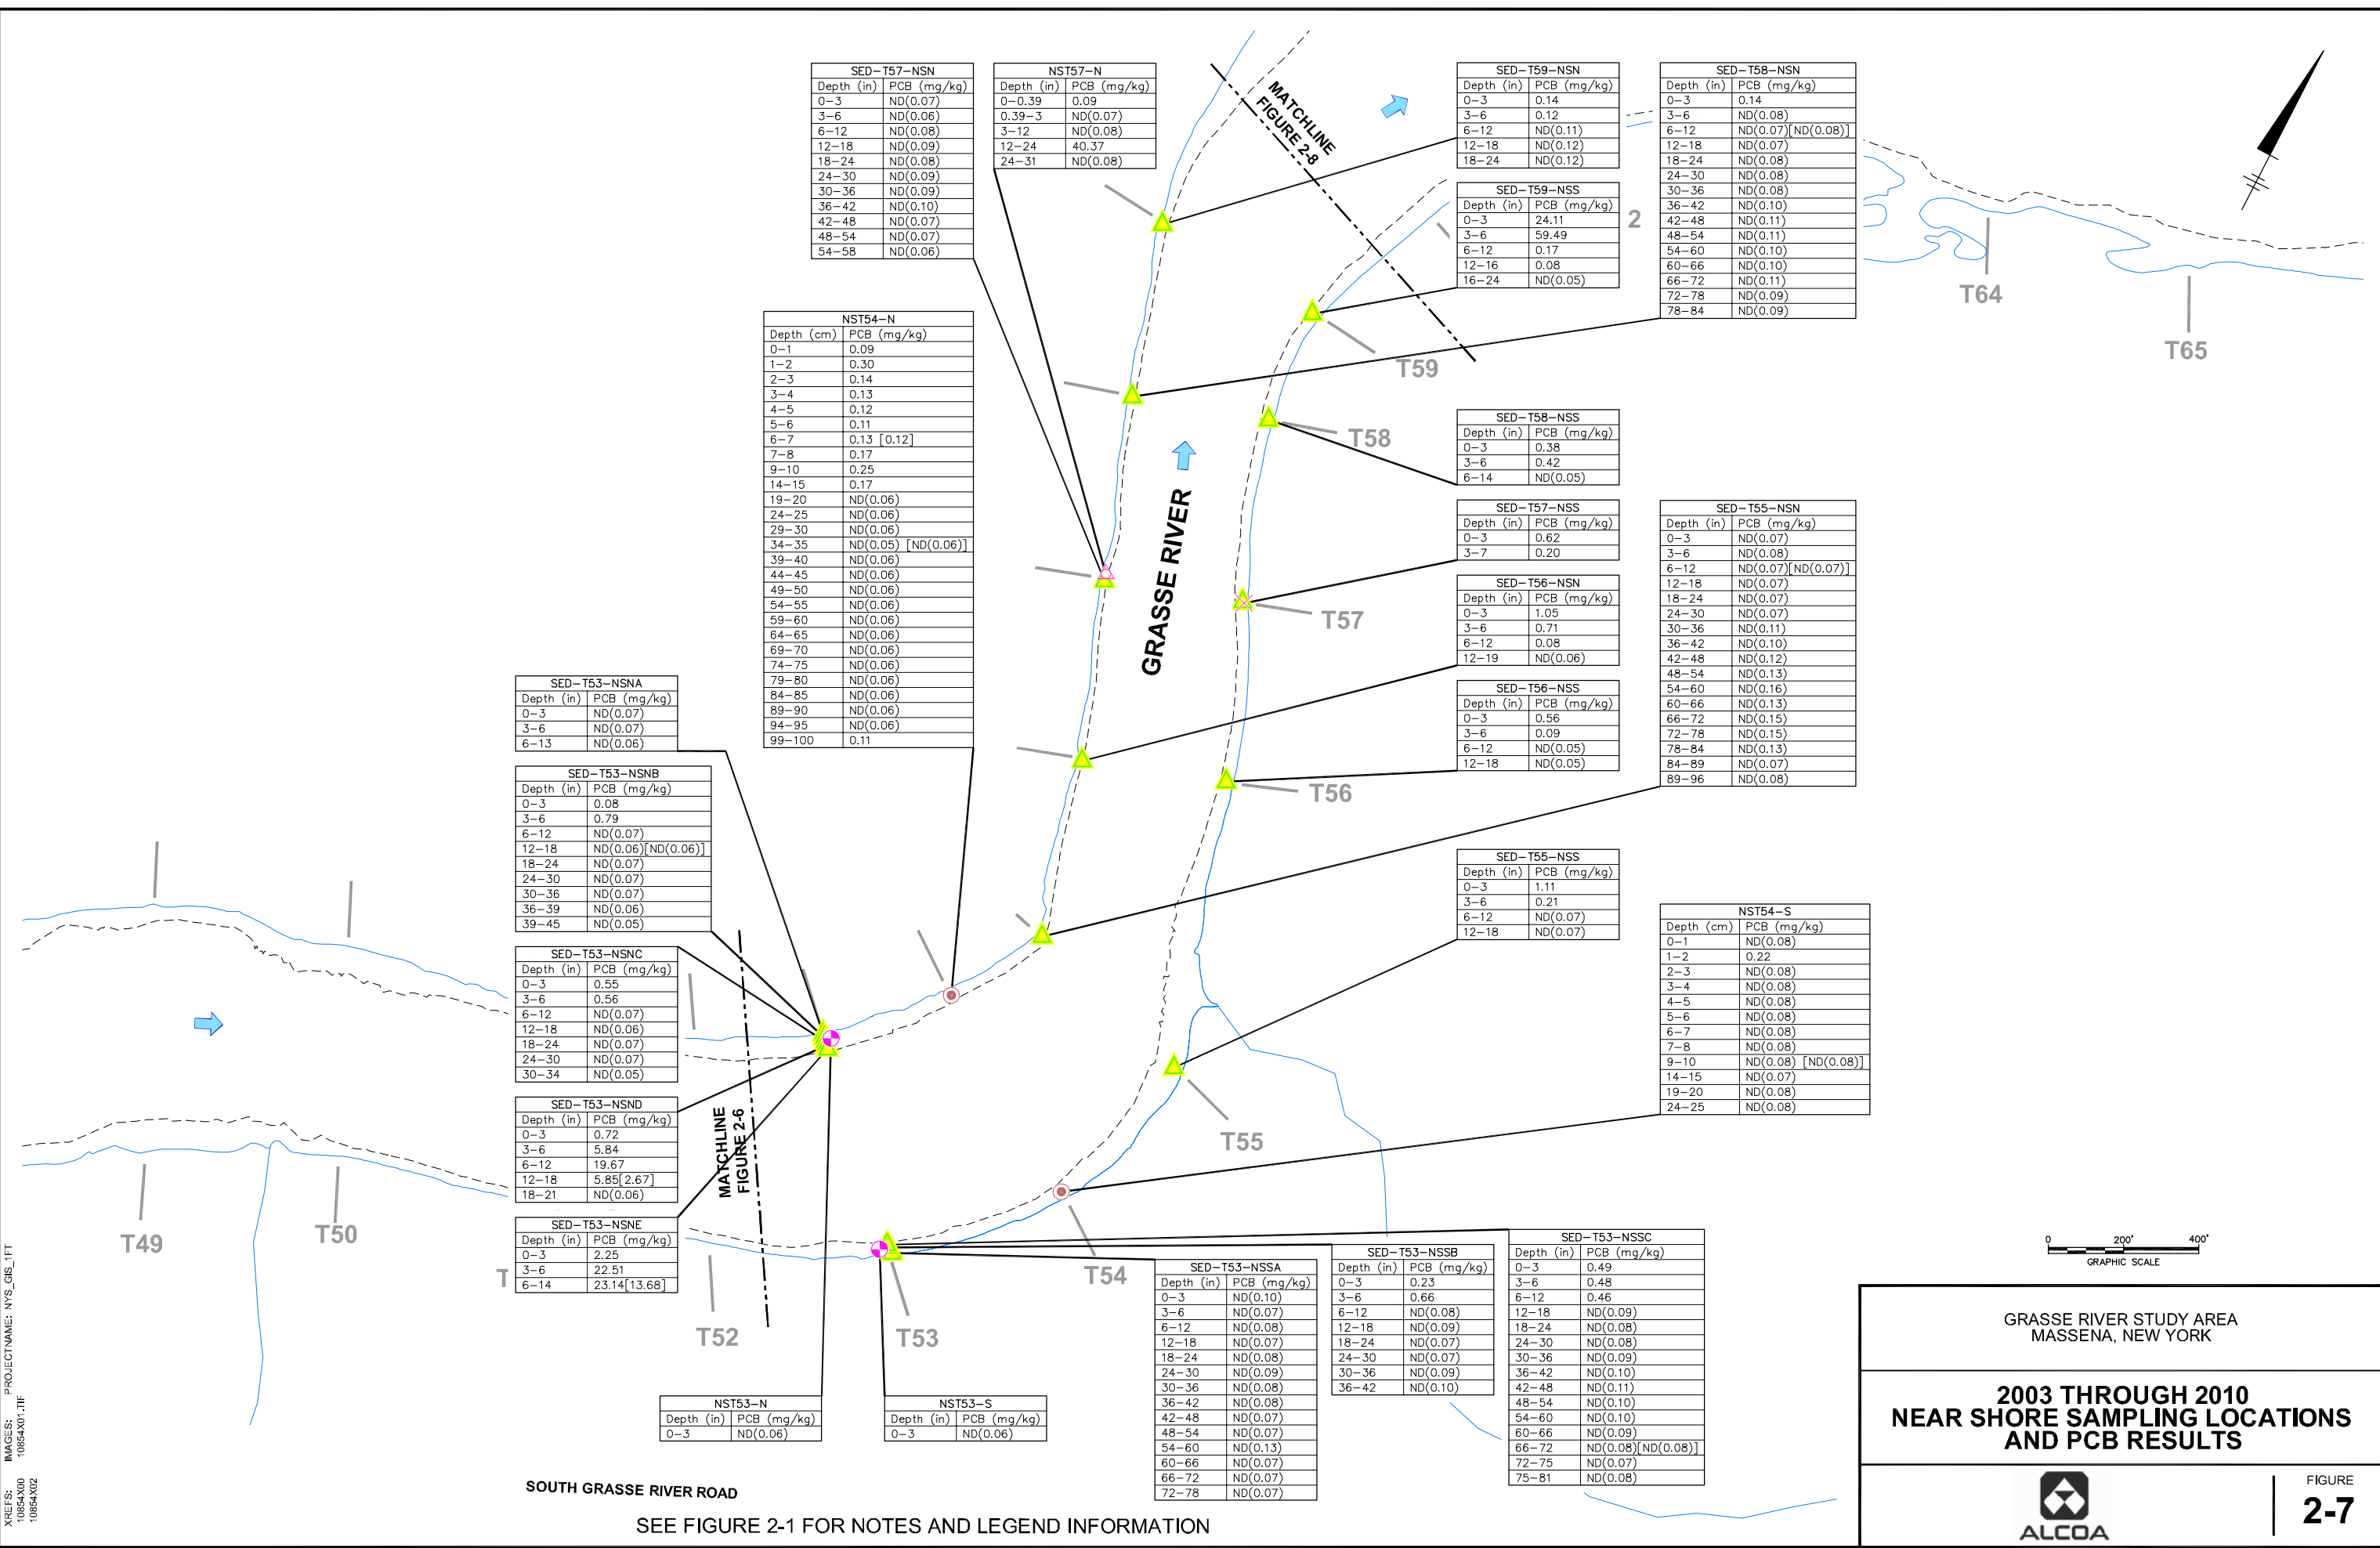 SED-T57-NSN
Depth (in) PCB (mg/kg)
0-3 ND(0.07)
3-6 ND(0.06)
6-12 ND(0.08)
12-18 ND(0.09)
18-24 ND(0.08)
24-30 ND(0.09)
30-36 ND(0.09)
36-42 ND(0.10)
42-48 ND(0.07)
48-54 ND(0.07)
54-58 ND(0.06)
NST57-N
Depth (in) PCB (mg/kg)
0-0.39 0.09
0.39-3 ND(0.07)
3-12 ND(0.08)
12-24 40.37
24-31 ND(0.08)
MATCHLINE
FIGURE 2-8
SED-T59-NSN
Depth (in) PCB (mg/kg)
0-3 0.14
3-6 0.12
6-12 ND(0.11)
12-18 ND(0.12)
18-24 ND(0.12)
SED-T58-NSN
Depth (in) PCB (mg/kg)
0-3 0.14
3-6 ND(0.08)
6-12 ND(0.07)[ND(0.08)]
12-18 ND(0.07)
18-24 ND(0.08)
24-30 ND(0.08)
30-36 ND(0.08)
36-42 ND(0.10)
42-48 ND(0.11)
48-54 ND(0.11)
54-60 ND(0.10)
60-66 ND(0.10)
66-72 ND(0.11)
72-78 ND(0.09)
78-84 ND(0.09)
SED-T59-NSS
Depth (in) PCB (mg/kg)
0-3 24.11
3-6 59.49
6-12 0.17
12-16 0.08
16-24 ND(0.05)
2
T64
T65
T59
NST54-N
Depth (cm) PCB (mg/kg)
0-1 0.09
1-2 0.30
2-3 0.14
3-4 0.13
4-5 0.12
5-6 0.11
6-7 0.13 [0.12]
7-8 0.17
9-10 0.25
14-15 0.17
19-20 ND(0.06)
24-25 ND(0.06)
29-30 ND(0.06)
34-35 ND(0.05) [ND(0.06)]
39-40 ND(0.06)
44-45 ND(0.06)
49-50 ND(0.06)
54-55 ND(0.06)
59-60 ND(0.06)
64-65 ND(0.06)
69-70 ND(0.06)
74-75 ND(0.06)
79-80 ND(0.06)
84-85 ND(0.06)
89-90 ND(0.06)
94-95 ND(0.06)
99-100 0.11
SED-T58-NSS
Depth (in) PCB (mg/kg)
0-3 0.38
3-6 0.42
6-14 ND(0.05)
T58
GRASSE RIVER
SED-T57-NSS
Depth (in) PCB (mg/kg)
0-3 0.62
3-7 0.20
T57
SED-T56-NSN
Depth (in) PCB (mg/kg)
0-3 1.05
3-6 0.71
6-12 0.08
12-19 ND(0.06)
SED-T55-NSN
Depth (in) PCB (mg/kg)
0-3 ND(0.07)
3-6 ND(0.08)
6-12 ND(0.07)[ND(0.07)]
12-18 ND(0.07)
18-24 ND(0.07)
24-30 ND(0.07)
30-36 ND(0.11)
36-42 ND(0.10)
42-48 ND(0.12)
48-54 ND(0.13)
54-60 ND(0.16)
60-66 ND(0.13)
66-72 ND(0.15)
72-78 ND(0.15)
78-84 ND(0.13)
84-89 ND(0.07)
89-96 ND(0.08)
SED-T56-NSS
Depth (in) PCB (mg/kg)
0-3 0.56
3-6 0.09
6-12 ND(0.05)
12-18 ND(0.05)
T56
SED-T53-NSNA
Depth (in) PCB (mg/kg)
0-3 ND(0.07)
3-6 ND(0.07)
6-13 ND(0.06)
SED-T53-NSNB
Depth (in) PCB (mg/kg)
0-3 0.08
3-6 0.79
6-12 ND(0.07)
12-18 ND(0.06)[ND(0.06)]
18-24 ND(0.07)
24-30 ND(0.07)
30-36 ND(0.07)
36-39 ND(0.06)
39-45 ND(0.05)
SED-T53-NSNC
Depth (in) PCB (mg/kg)
0-3 0.55
3-6 0.56
6-12 ND(0.07)
12-18 ND(0.06)
18-24 ND(0.07)
24-30 ND(0.07)
30-34 ND(0.05)
SED-T53-NSND
Depth (in) PCB (mg/kg)
0-3 0.72
3-6 5.84
6-12 19.67
12-18 5.85[2.67]
18-21 ND(0.06)
SED-T53-NSNE
Depth (in) PCB (mg/kg)
0-3 2.25
3-6 22.51
6-14 23.14[13.68]
SED-T55-NSS
Depth (in) PCB (mg/kg)
0-3 1.11
3-6 0.21
6-12 ND(0.07)
12-18 ND(0.07)
NST54-S
Depth (cm) PCB (mg/kg)
0-1 ND(0.08)
1-2 0.22
2-3 ND(0.08)
3-4 ND(0.08)
4-5 ND(0.08)
5-6 ND(0.08)
6-7 ND(0.08)
7-8 ND(0.08)
9-10 ND(0.08) [ND(0.08)]
14-15 ND(0.07)
19-20 ND(0.08)
24-25 ND(0.08)
MATCHLINE
FIGURE 2-6
T55
T49
T50
T
T52
T53
T54
NST53-N
Depth (in) PCB (mg/kg)
0-3 ND(0.06)
NST53-S
Depth (in) PCB (mg/kg)
0-3 ND(0.06)
SED-T53-NSSA
Depth (in) PCB (mg/kg)
0-3 ND(0.10)
3-6 ND(0.07)
6-12 ND(0.08)
12-18 ND(0.07)
18-24 ND(0.08)
24-30 ND(0.09)
30-36 ND(0.08)
36-42 ND(0.08)
42-48 ND(0.07)
48-54 ND(0.07)
54-60 ND(0.13)
60-66 ND(0.07)
66-72 ND(0.07)
72-78 ND(0.07)
SED-T53-NSSB
Depth (in) PCB (mg/kg)
0-3 0.23
3-6 0.66
6-12 ND(0.08)
12-18 ND(0.09)
18-24 ND(0.07)
24-30 ND(0.07)
30-36 ND(0.09)
36-42 ND(0.10)
SED-T53-NSSC
Depth (in) PCB (mg/kg)
0-3 0.49
3-6 0.48
6-12 0.46
12-18 ND(0.09)
18-24 ND(0.08)
24-30 ND(0.08)
30-36 ND(0.09)
36-42 ND(0.10)
42-48 ND(0.11)
48-54 ND(0.10)
54-60 ND(0.10)
60-66 ND(0.09)
66-72 ND(0.08)[ND(0.08)]
72-75 ND(0.07)
75-81 ND(0.08)
0 200' 400'
GRAPHIC SCALE
GRASSE RIVER STUDY AREA
MASSENA, NEW YORK
2003 THROUGH 2010
NEAR SHORE SAMPLING LOCATIONS
AND PCB RESULTS
ALCOA
FIGURE
2-7
SOUTH GRASSE RIVER ROAD
SEE FIGURE 2-1 FOR NOTES AND LEGEND INFORMATION
XREFS: IMAGES: PROJECTNAME: NYS_GIS_1FT
10854X00 10854X01.TIF
10854X02